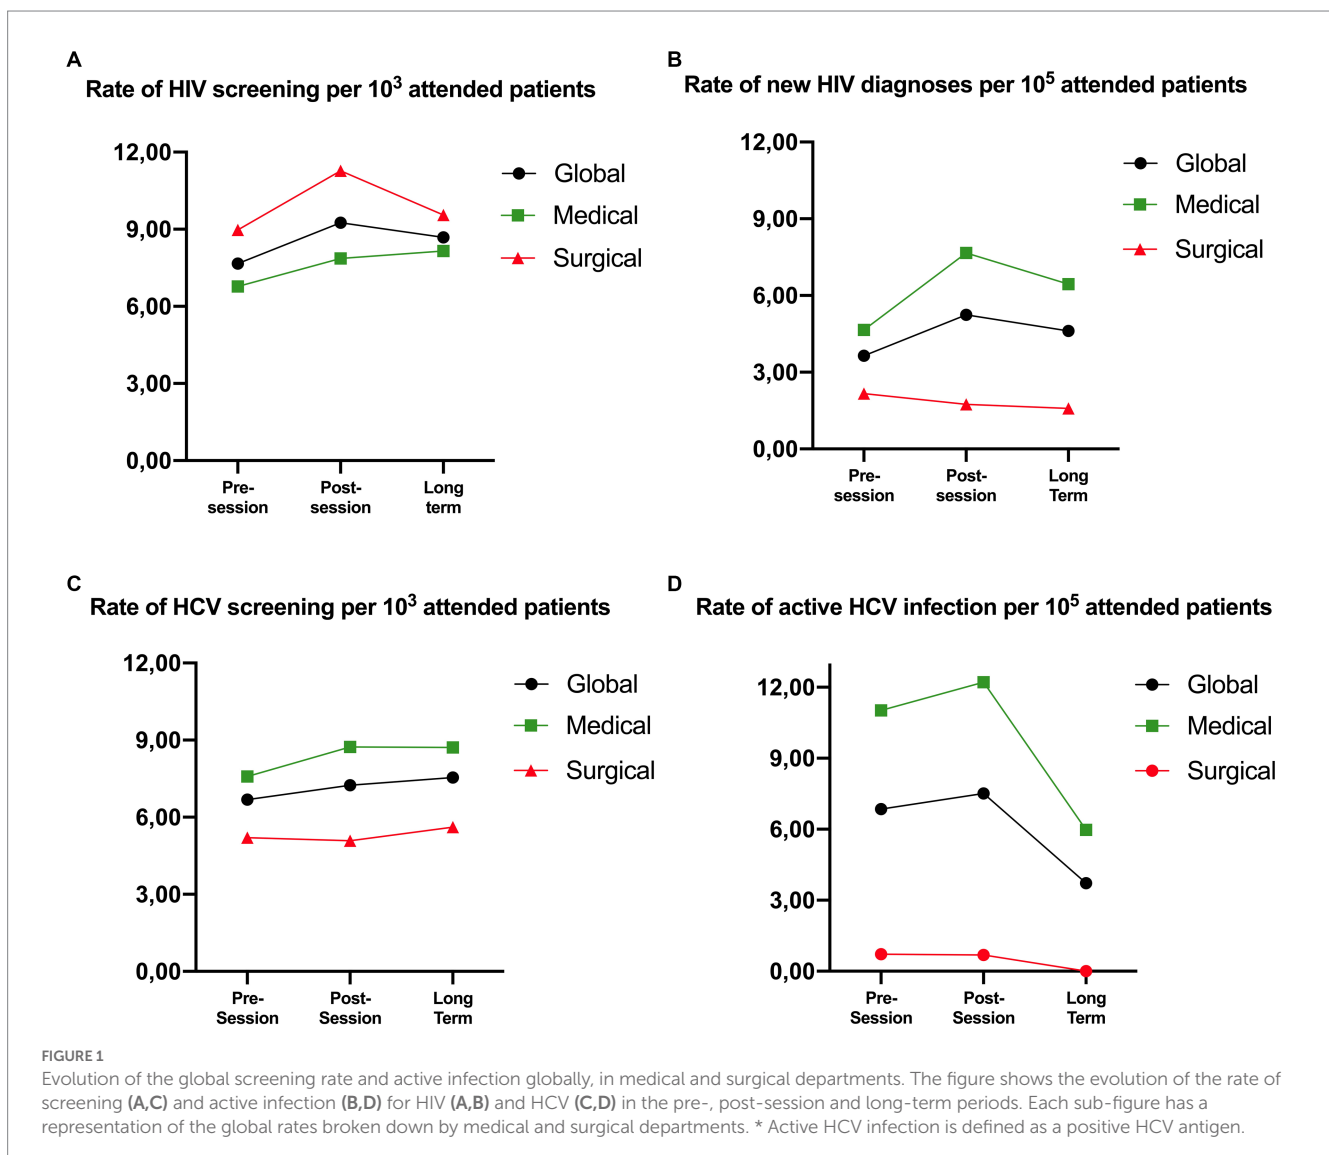 A
Rate of HIV screening per 10³ attended patients
12,00
9,00
6,00
3,00
0,00
Pre-
session
Post-
session
Long
term
Global
Medical
Surgical
B
Rate of new HIV diagnoses per 10⁵ attended patients
12,00
9,00
6,00
3,00
0,00
Pre-
session
Post-
session
Long
Term
Global
Medical
Surgical
C
Rate of HCV screening per 10³ attended patients
12,00
9,00
6,00
3,00
0,00
Pre-
Session
Post-
Session
Long
Term
Global
Medical
Surgical
D
Rate of active HCV infection per 10⁵ attended patients
12,00
9,00
6,00
3,00
0,00
Pre-
Session
Post-
Session
Long
Term
Global
Medical
Surgical
FIGURE 1
Evolution of the global screening rate and active infection globally, in medical and surgical departments. The figure shows the evolution of the rate of
screening (A,C) and active infection (B,D) for HIV (A,B) and HCV (C,D) in the pre-, post-session and long-term periods. Each sub-figure has a
representation of the global rates broken down by medical and surgical departments. * Active HCV infection is defined as a positive HCV antigen.